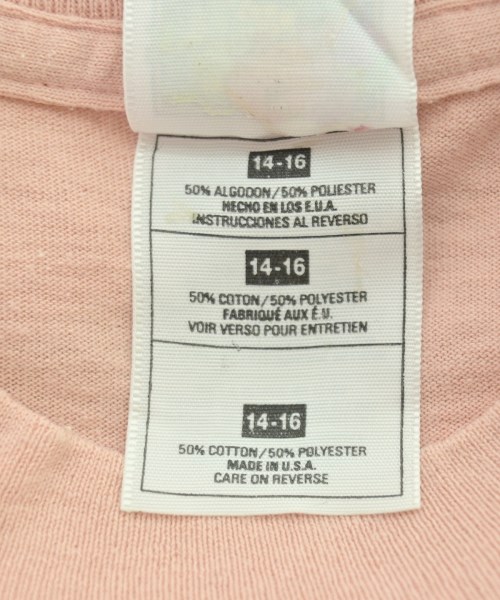 14-16
50% ALGODON/50% POLIESTER
HECHO EN LOS E.U.A.
INSTRUCCIONES AL REVERSO
14-16
50% COTON/50% POLYESTER
FABRIQUÉ AUX É.U.
VOIR VERSO POUR ENTRETIEN
14-16
50% COTTON/50% POLYESTER
MADE IN U.S.A.
CARE ON REVERSE